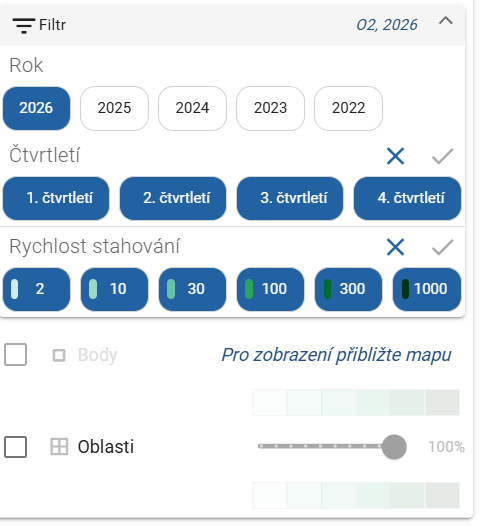 Filtr O2, 2026
Rok
2026 2025 2024 2023 2022
Čtvrtletí
1. čtvrtletí 2. čtvrtletí 3. čtvrtletí 4. čtvrtletí
Rychlost stahování
2 10 30 100 300 1000
Body Pro zobrazení přibližte mapu
Oblasti 100%